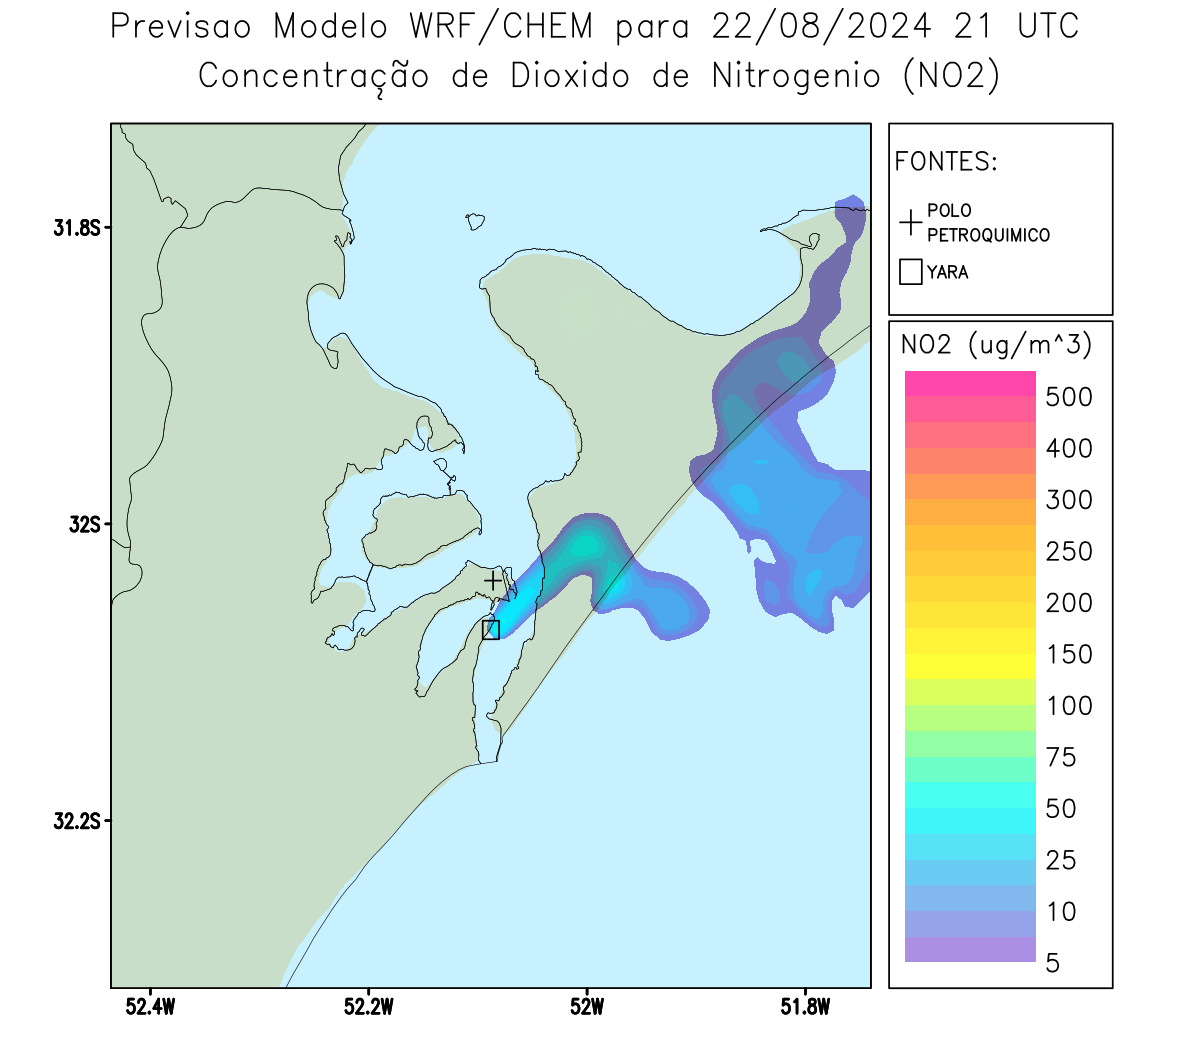 Previsao Modelo WRF/CHEM para 22/08/2024 21 UTC
Concentração de Dioxido de Nitrogenio (NO2)
FONTES:
POLO
PETROQUIMICO
YARA
NO2 (ug/m^3)
500
400
300
250
200
150
100
75
50
25
10
5
31.8S
32S
32.2S
52.4W
52.2W
52W
51.8W